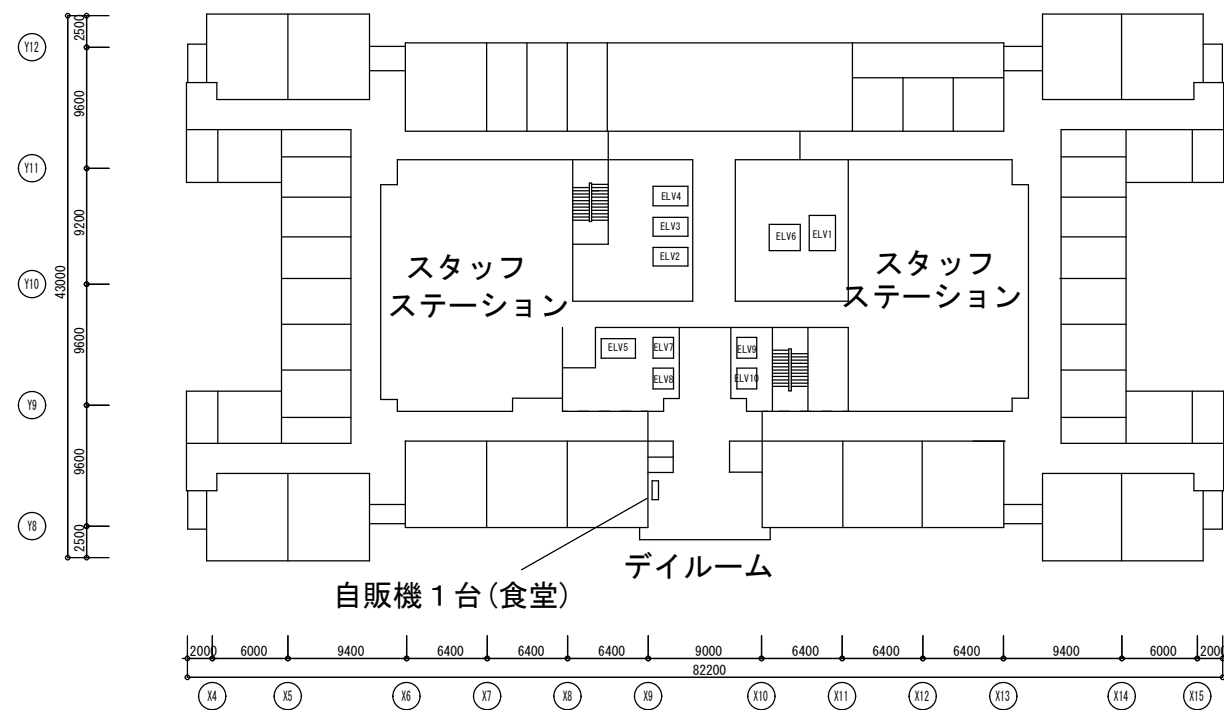 2500
Y12
9600
Y11
9200
Y10
43000
9600
Y9
9600
Y8
2500
ELV4
ELV3
ELV2
ELV6
ELV1
スタッフ
ステーション
スタッフ
ステーション
ELV5
ELV7
ELV8
ELV9
ELV10
デイルーム
自販機1台(食堂)
2000 6000 9400 6400 6400 6400 9000 6400 6400 6400 9400 6000 2000
82200
X4 X5 X6 X7 X8 X9 X10 X11 X12 X13 X14 X15